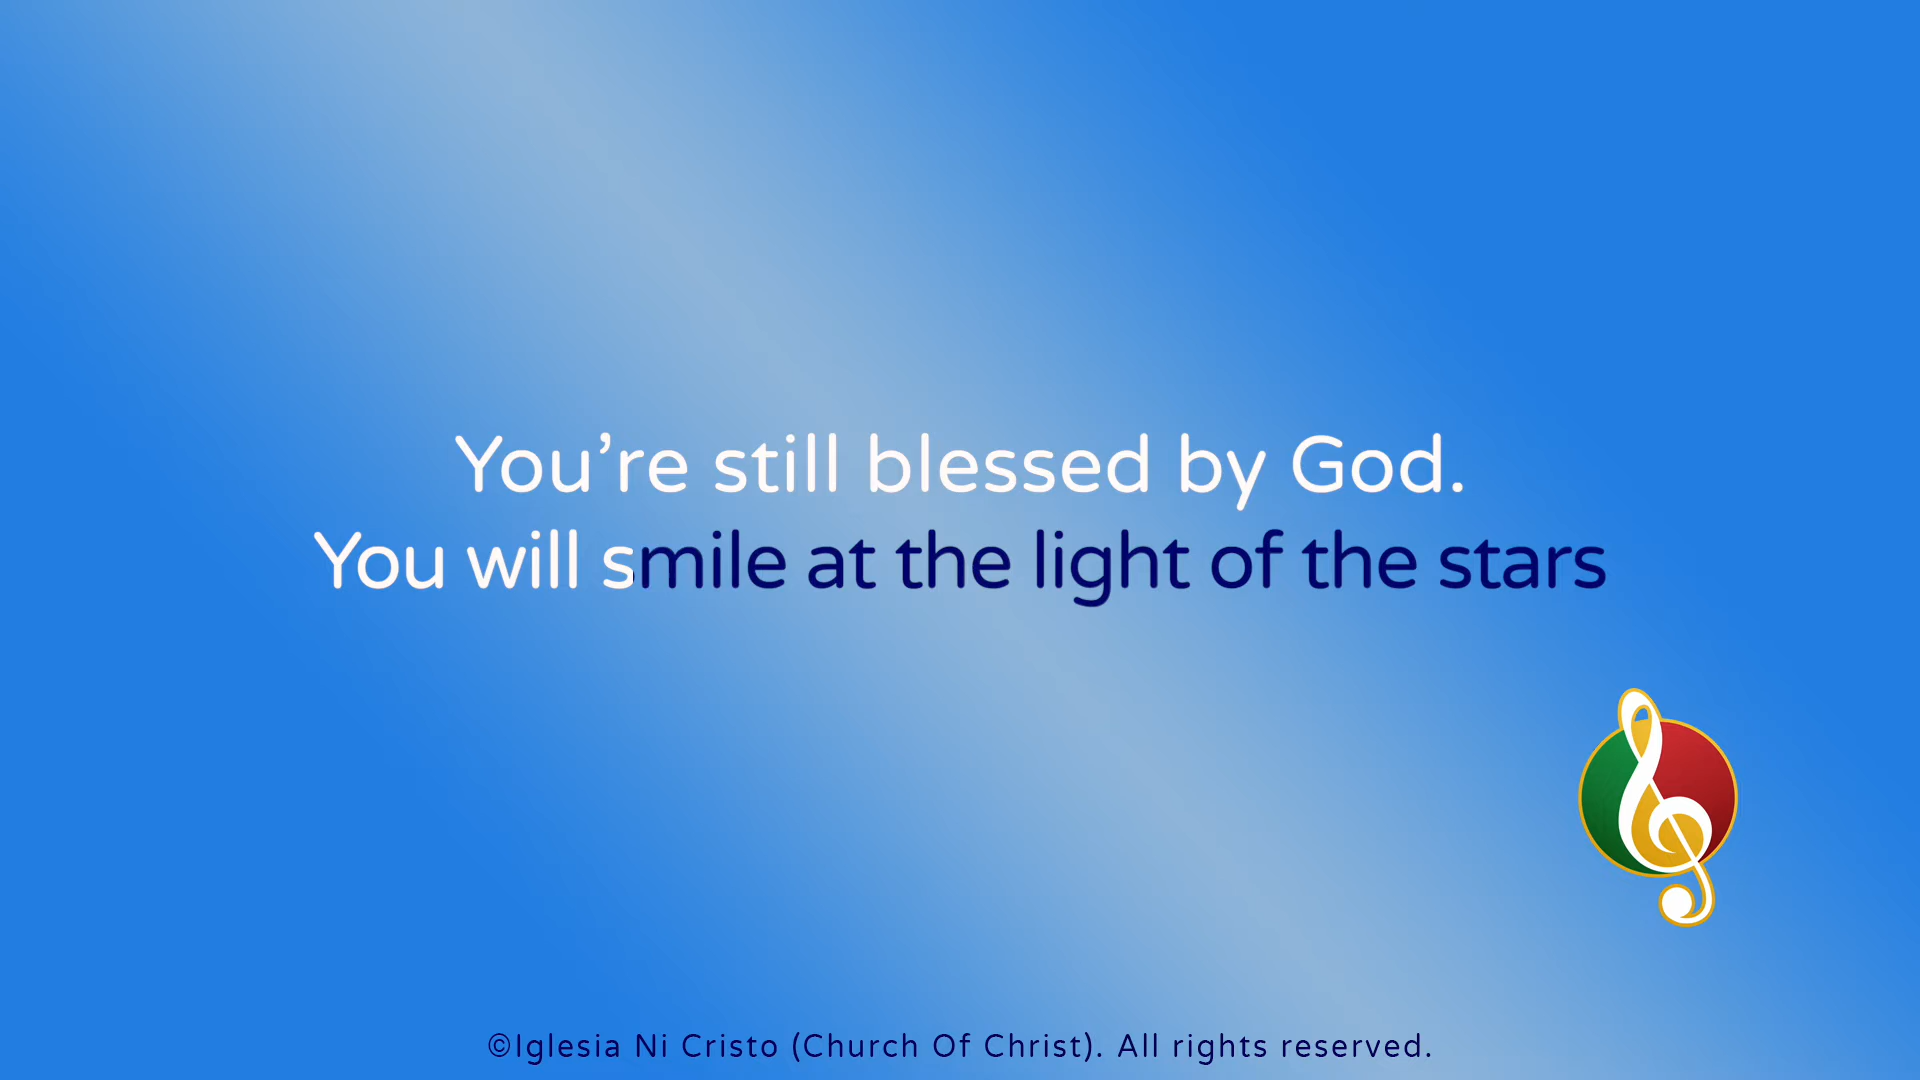 You’re still blessed by God.
You will smile at the light of the stars
©Iglesia Ni Cristo (Church Of Christ). All rights reserved.